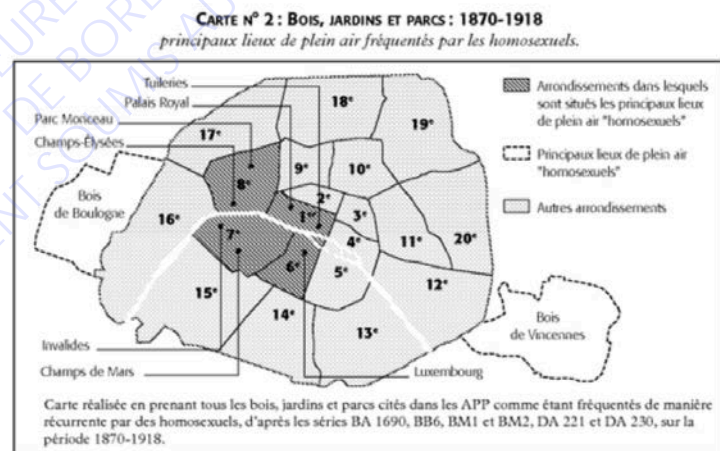 CARTE N° 2 : BOIS, JARDINS ET PARCS : 1870-1918
principaux lieux de plein air fréquentés par les homosexuels.
Tuileries
Palais Royal
Parc Monceau
Champs-Élysées
Bois
de Boulogne
Invalides
Champs de Mars
Luxembourg
Bois
de Vincennes
18e
19e
17e
9e
10e
8e
2e
1er
3e
16e
7e
4e
11e
20e
6e
5e
12e
15e
14e
13e
Arrondissements dans lesquels
sont situés les principaux lieux
de plein air "homosexuels"
Principaux lieux de plein air
"homosexuels"
Autres arrondissements
Carte réalisée en prenant tous les bois, jardins et parcs cités dans les APP comme étant fréquentés de manière
récurrente par des homosexuels, d'après les séries BA 1690, BB6, BM1 et BM2, DA 221 et DA 230, sur la
période 1870-1918.